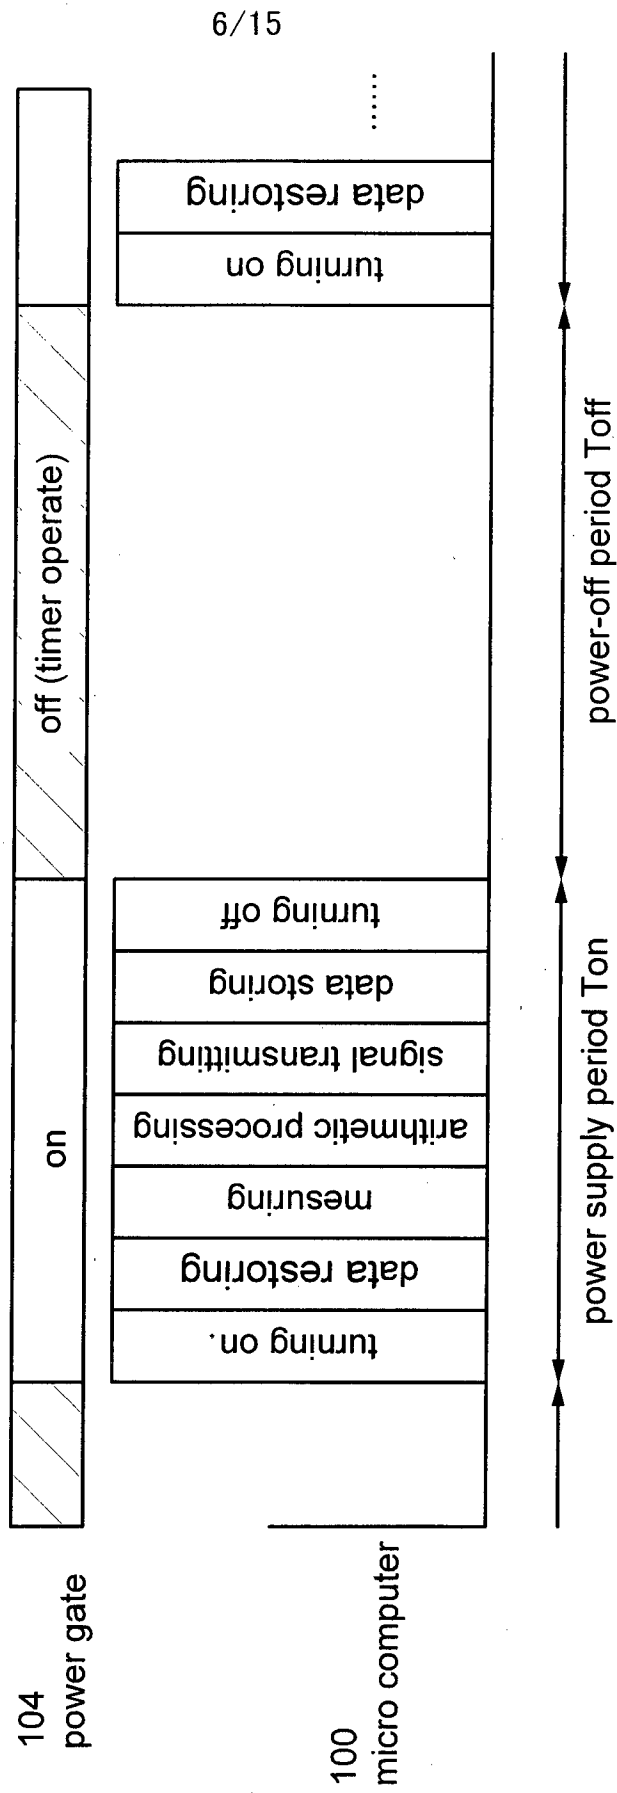 6/15
104
power gate
on
off (timer operate)
100
micro computer
turning on.
data restoring
mesuring
arithmetic processing
signal transmitting
data storing
turning off
turning on
data restoring
......
power supply period Ton
power-off period Toff